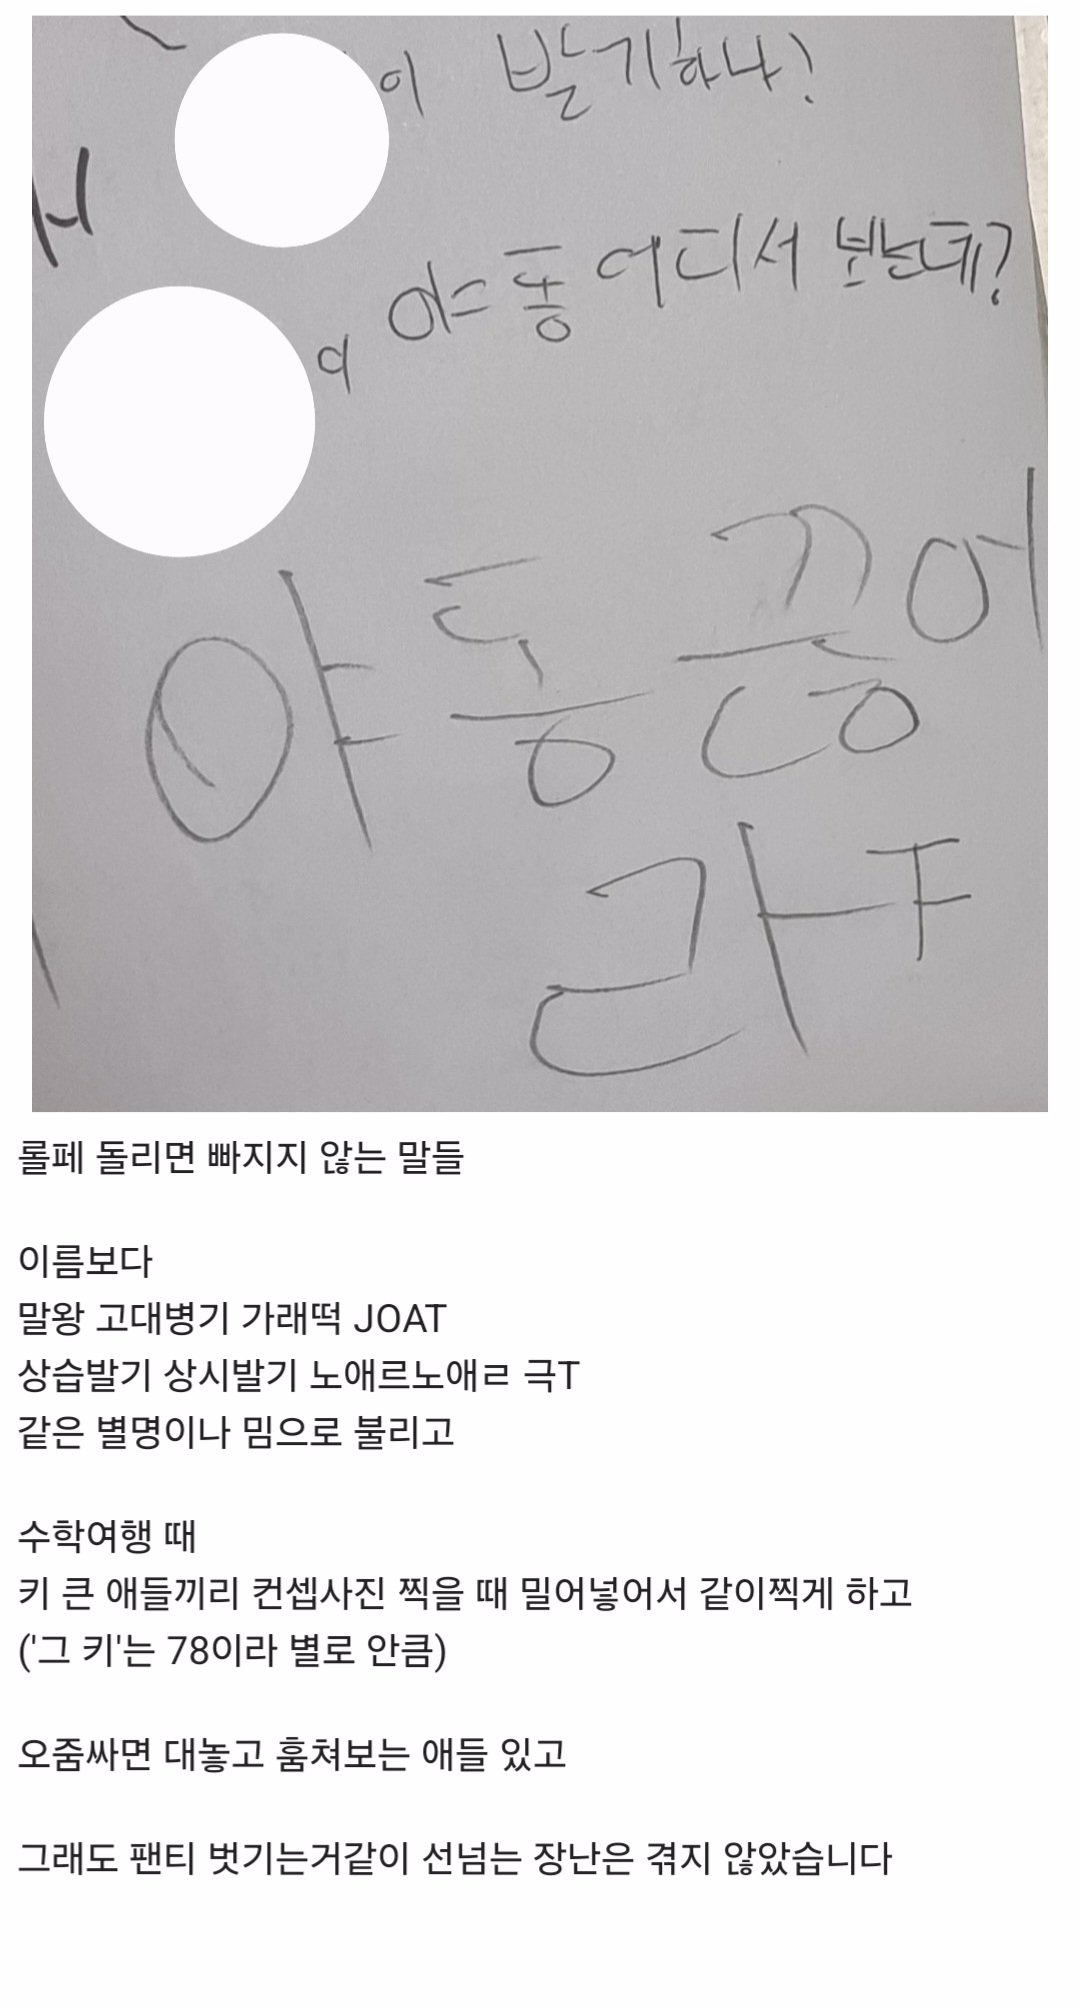 이 발기하나!
이 야스동 어디서 보는데?
야동 끊어
라ㅜ
롤페 돌리면 빠지지 않는 말들
이름보다
말왕 고대병기 가래떡 JOAT
상습발기 상시발기 노애르노애ㄹ 극T
같은 별명이나 밈으로 불리고
수학여행 때
키 큰 애들끼리 컨셉사진 찍을 때 밀어넣어서 같이찍게 하고
('그 키'는 78이라 별로 안큼)
오줌싸면 대놓고 훔쳐보는 애들 있고
그래도 팬티 벗기는거같이 선넘는 장난은 겪지 않았습니다